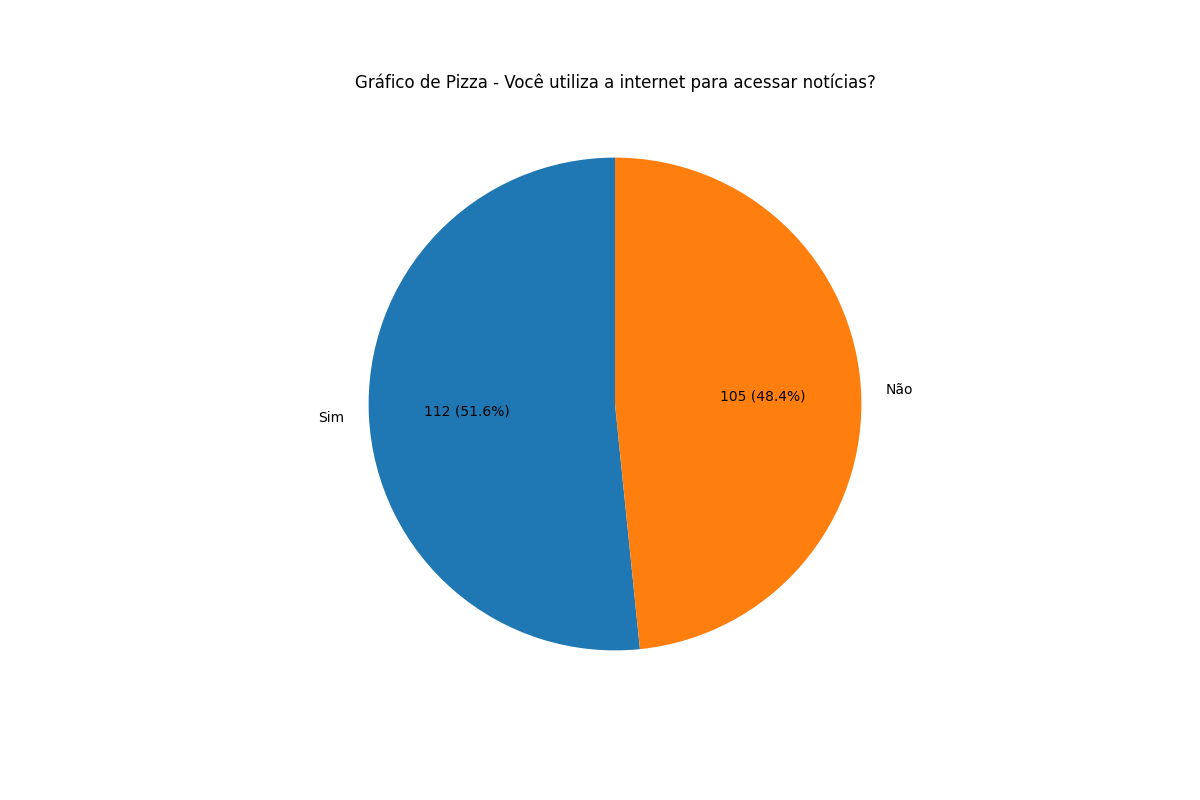 Gráfico de Pizza - Você utiliza a internet para acessar notícias?
Não
105 (48.4%)
112 (51.6%)
Sim